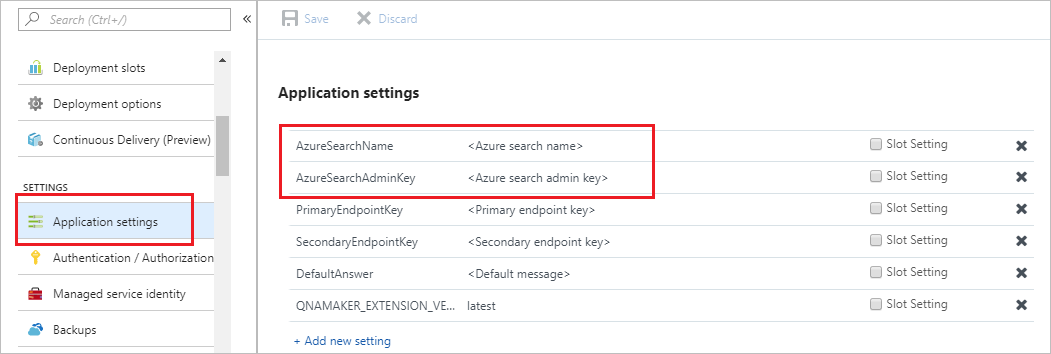 Search (Ctrl+/)
«
Deployment slots
Deployment options
Continuous Delivery (Preview)
SETTINGS
Application settings
Authentication / Authorization
Managed service identity
Backups
Save Discard
Application settings
AzureSearchName <Azure search name> Slot Setting
AzureSearchAdminKey <Azure search admin key> Slot Setting
PrimaryEndpointKey <Primary endpoint key> Slot Setting
SecondaryEndpointKey <Secondary endpoint key> Slot Setting
DefaultAnswer <Default message> Slot Setting
QNAMAKER_EXTENSION_VE... latest Slot Setting
+ Add new setting